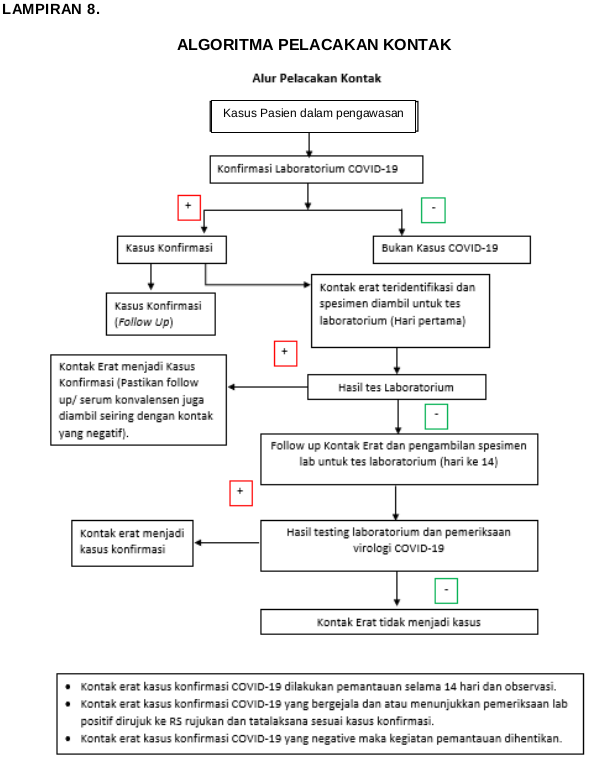 LAMPIRAN 8.
ALGORITMA PELACAKAN KONTAK
Alur Pelacakan Kontak
Kasus Pasien dalam pengawasan
Konfirmasi Laboratorium COVID-19
+
-
Kasus Konfirmasi
Bukan Kasus COVID-19
Kasus Konfirmasi
(Follow Up)
Kontak erat teridentifikasi dan
spesimen diambil untuk tes
laboratorium (Hari pertama)
+
Kontak Erat menjadi Kasus
Konfirmasi (Pastikan follow
up/ serum konvalensen juga
diambil seiring dengan kontak
yang negatif).
Hasil tes Laboratorium
-
Follow up Kontak Erat dan pengambilan spesimen
lab untuk tes laboratorium (hari ke 14)
+
Kontak erat menjadi
kasus konfirmasi
Hasil testing laboratorium dan pemeriksaan
virologi COVID-19
-
Kontak Erat tidak menjadi kasus
• Kontak erat kasus konfirmasi COVID-19 dilakukan pemantauan selama 14 hari dan observasi.
• Kontak erat kasus konfirmasi COVID-19 yang bergejala dan atau menunjukkan pemeriksaan lab
positif dirujuk ke RS rujukan dan tatalaksana sesuai kasus konfirmasi.
• Kontak erat kasus konfirmasi COVID-19 yang negative maka kegiatan pemantauan dihentikan.